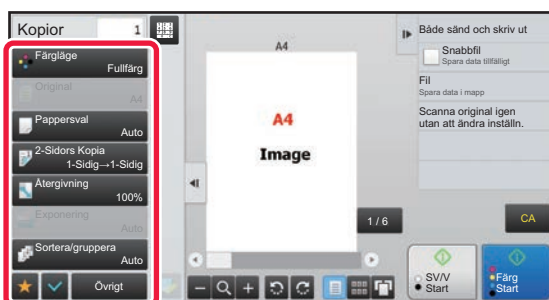 Kopior
1
Färgläge
Fullfärg
Original
A4
Pappersval
Auto
2-Sidors Kopia
1-Sidig→1-Sidig
Återgivning
100%
Exponering
Auto
Sortera/gruppera
Auto
Övrigt
A4
A4
Image
1 / 6
Både sänd och skriv ut
Snabbfil
Spara data tillfälligt
Fil
Spara data i mapp
Scanna original igen
utan att ändra inställn.
CA
SV/V
Start
Färg
Start